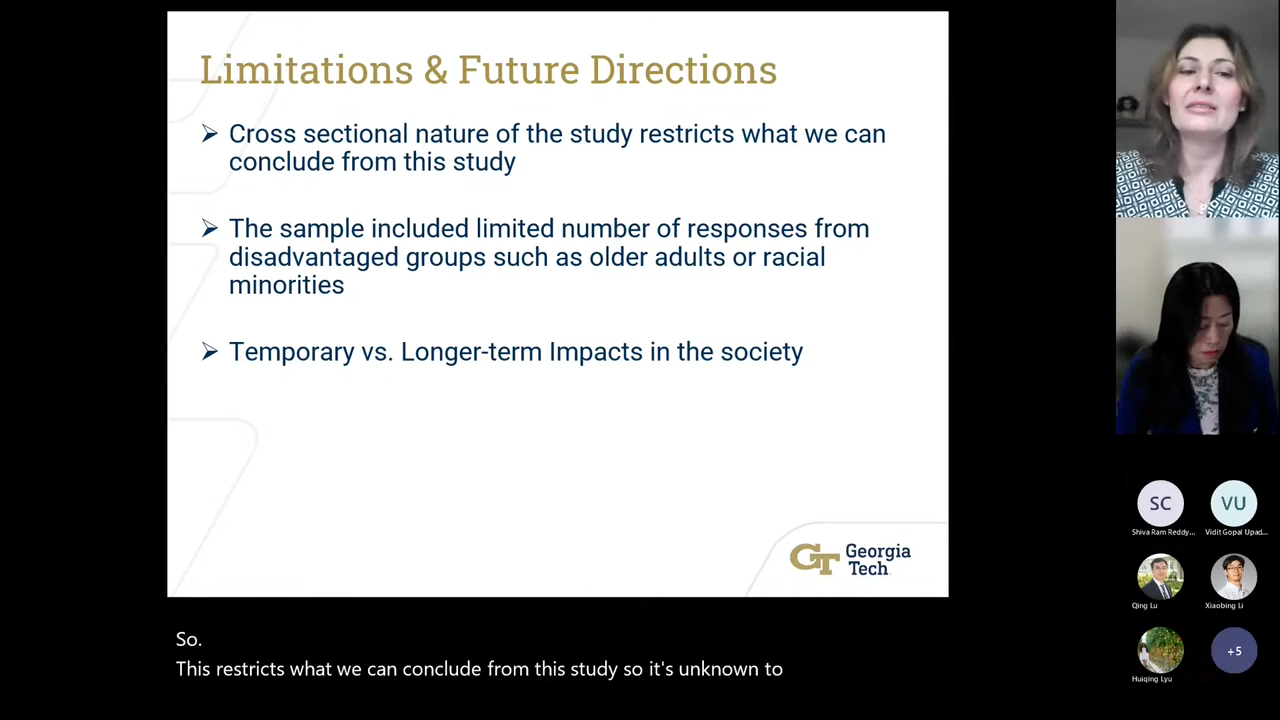 Limitations & Future Directions
➢ Cross sectional nature of the study restricts what we can
conclude from this study
➢ The sample included limited number of responses from
disadvantaged groups such as older adults or racial
minorities
➢ Temporary vs. Longer-term Impacts in the society
GT Georgia
Tech
So.
This restricts what we can conclude from this study so it's unknown to
SC
VU
Shiva Ram Reddy...
Vidit Gopal Upad...
Qing Lu
Xiaobing Li
Huiqing Lyu
+5